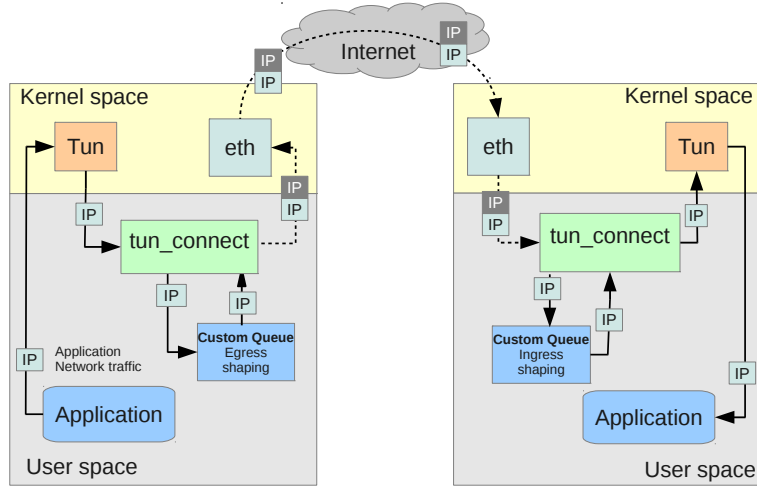 Internet
IP
IP
IP
IP
Kernel space
Tun
eth
IP
IP
IP
tun_connect
IP
IP
Custom Queue
Egress
shaping
IP
Application
Network traffic
Application
User space
Kernel space
eth
Tun
IP
IP
IP
tun_connect
IP
IP
Custom Queue
Ingress
shaping
IP
Application
User space